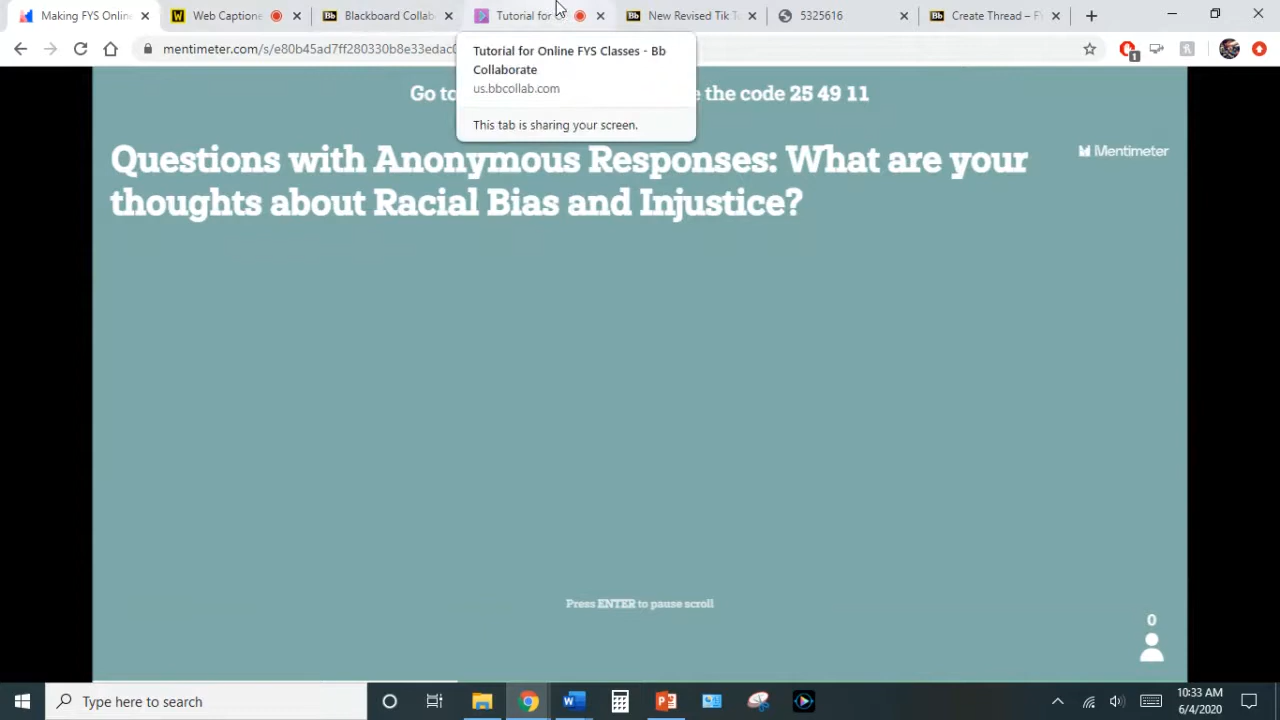 Making FYS Online
Web Captione
Blackboard Collab
Tutorial for O
New Revised Tik T
5325616
Create Thread – F
mentimeter.com/s/e80b45ad7ff280330b8e33edac
1
Tutorial for Online FYS Classes - Bb
Collaborate
us.bbcollab.com
This tab is sharing your screen.
Go to
e the code 25 49 11
Mentimeter
Questions with Anonymous Responses: What are your
thoughts about Racial Bias and Injustice?
Press ENTER to pause scroll
0
Type here to search
10:33 AM
6/4/2020